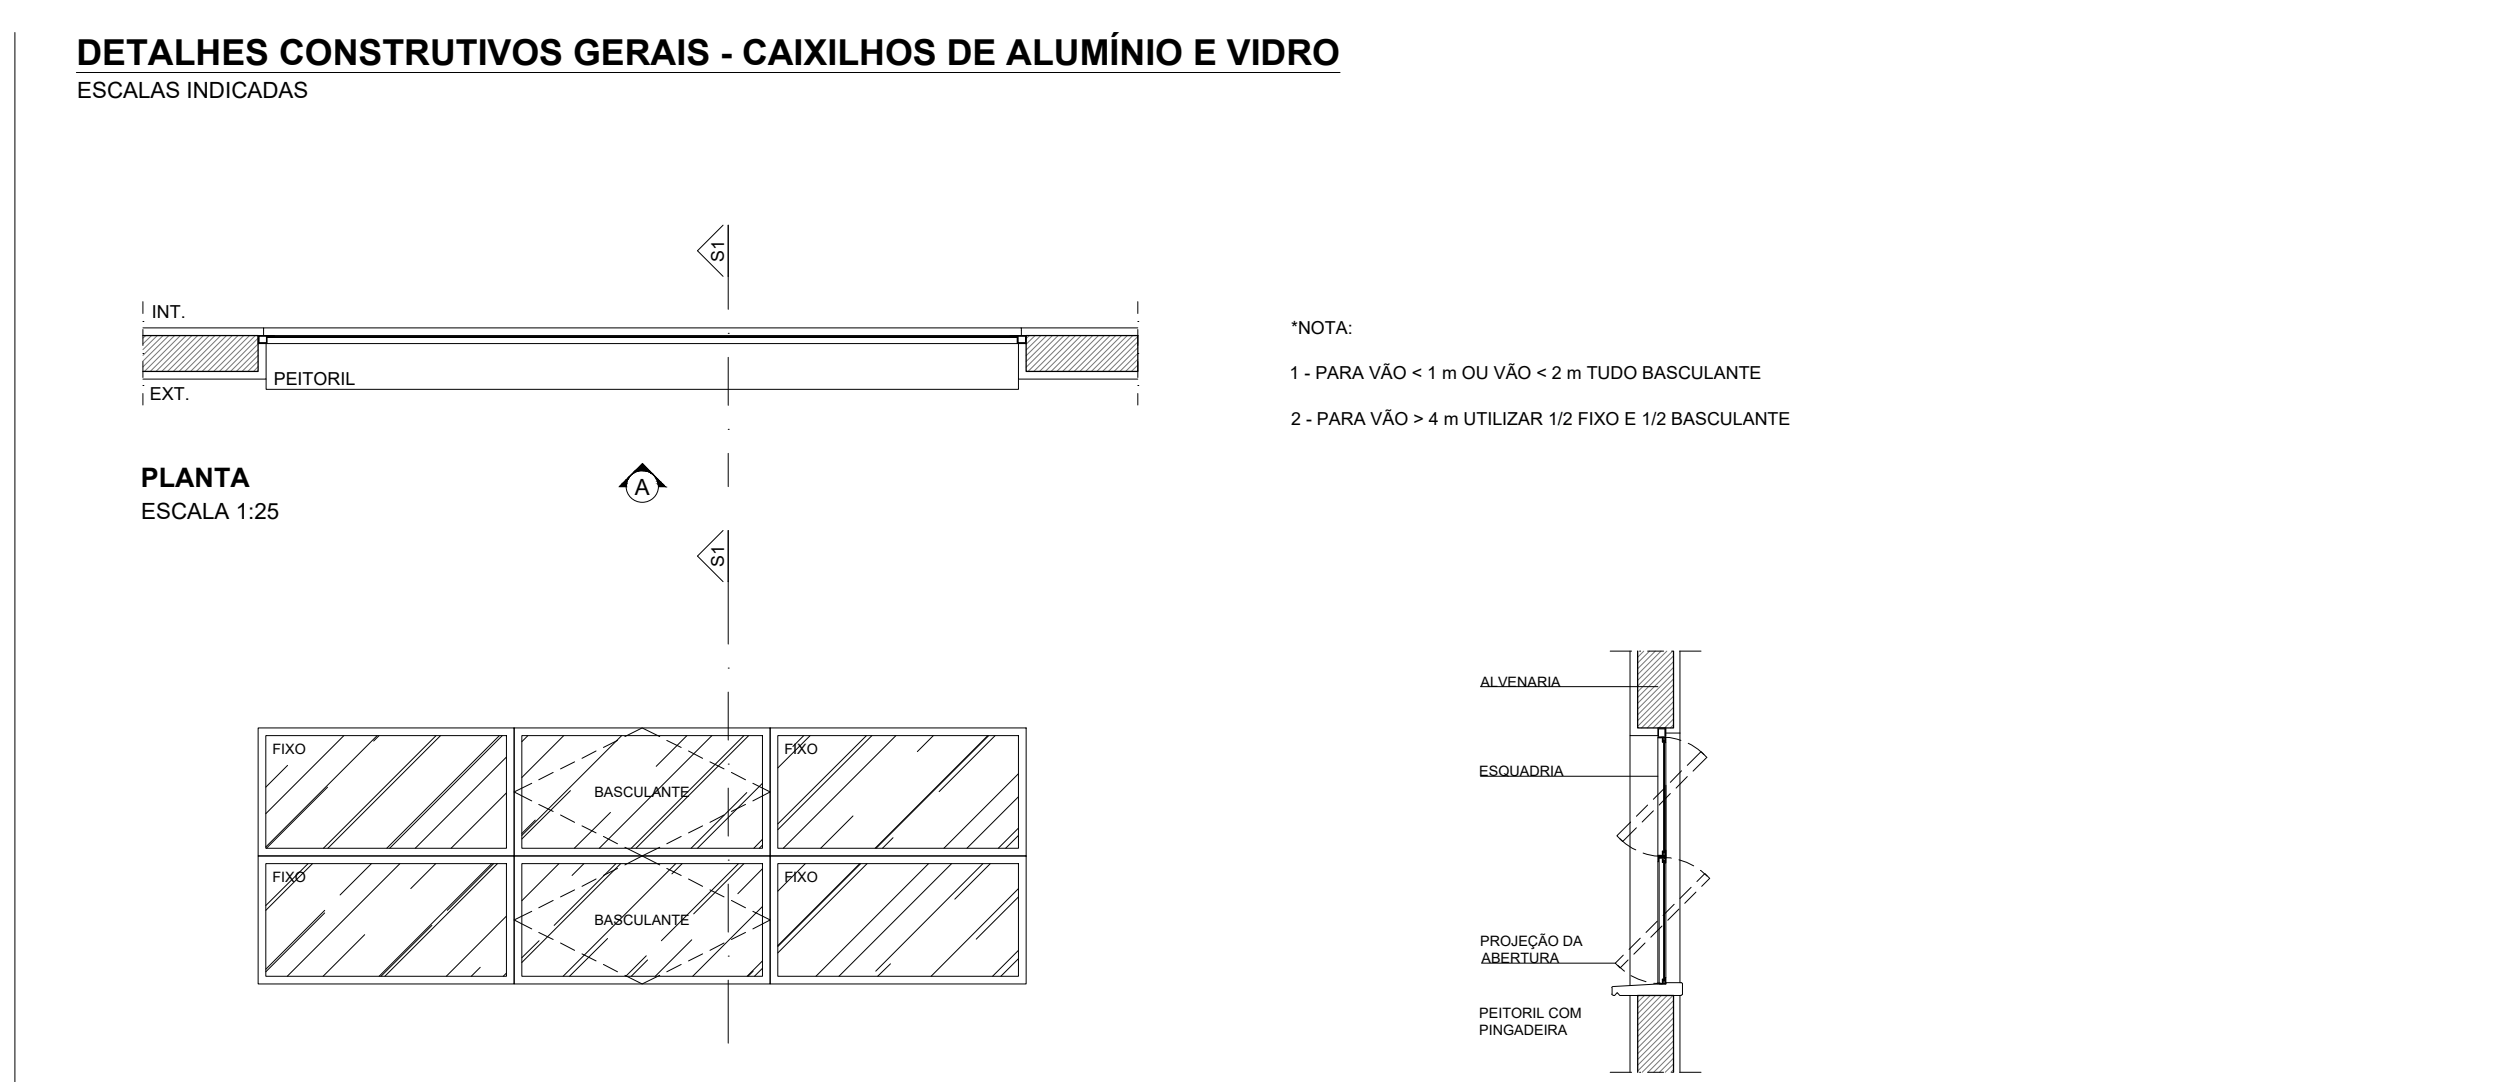 DETALHES CONSTRUTIVOS GERAIS - CAIXILHOS DE ALUMÍNIO E VIDRO
ESCALAS INDICADAS
S1
INT.
PEITORIL
EXT.
*NOTA:
1 - PARA VÃO < 1 m OU VÃO < 2 m TUDO BASCULANTE
2 - PARA VÃO > 4 m UTILIZAR 1/2 FIXO E 1/2 BASCULANTE
PLANTA
ESCALA 1:25
A
S1
FIXO
BASCULANTE
FIXO
FIXO
BASCULANTE
FIXO
ALVENARIA
ESQUADRIA
PROJEÇÃO DA
ABERTURA
PEITORIL COM
PINGADEIRA